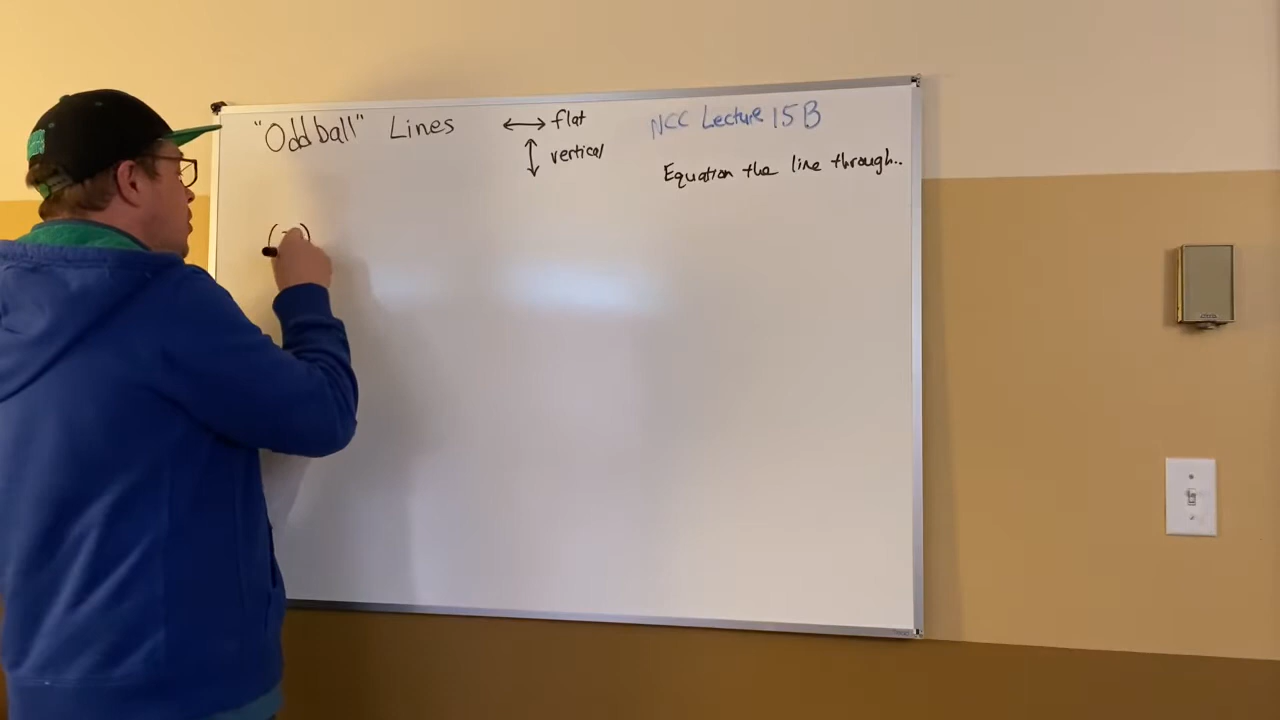 "Oddball" Lines
↔ flat
↕ vertical
NCC Lecture 15B
Equation the line through..